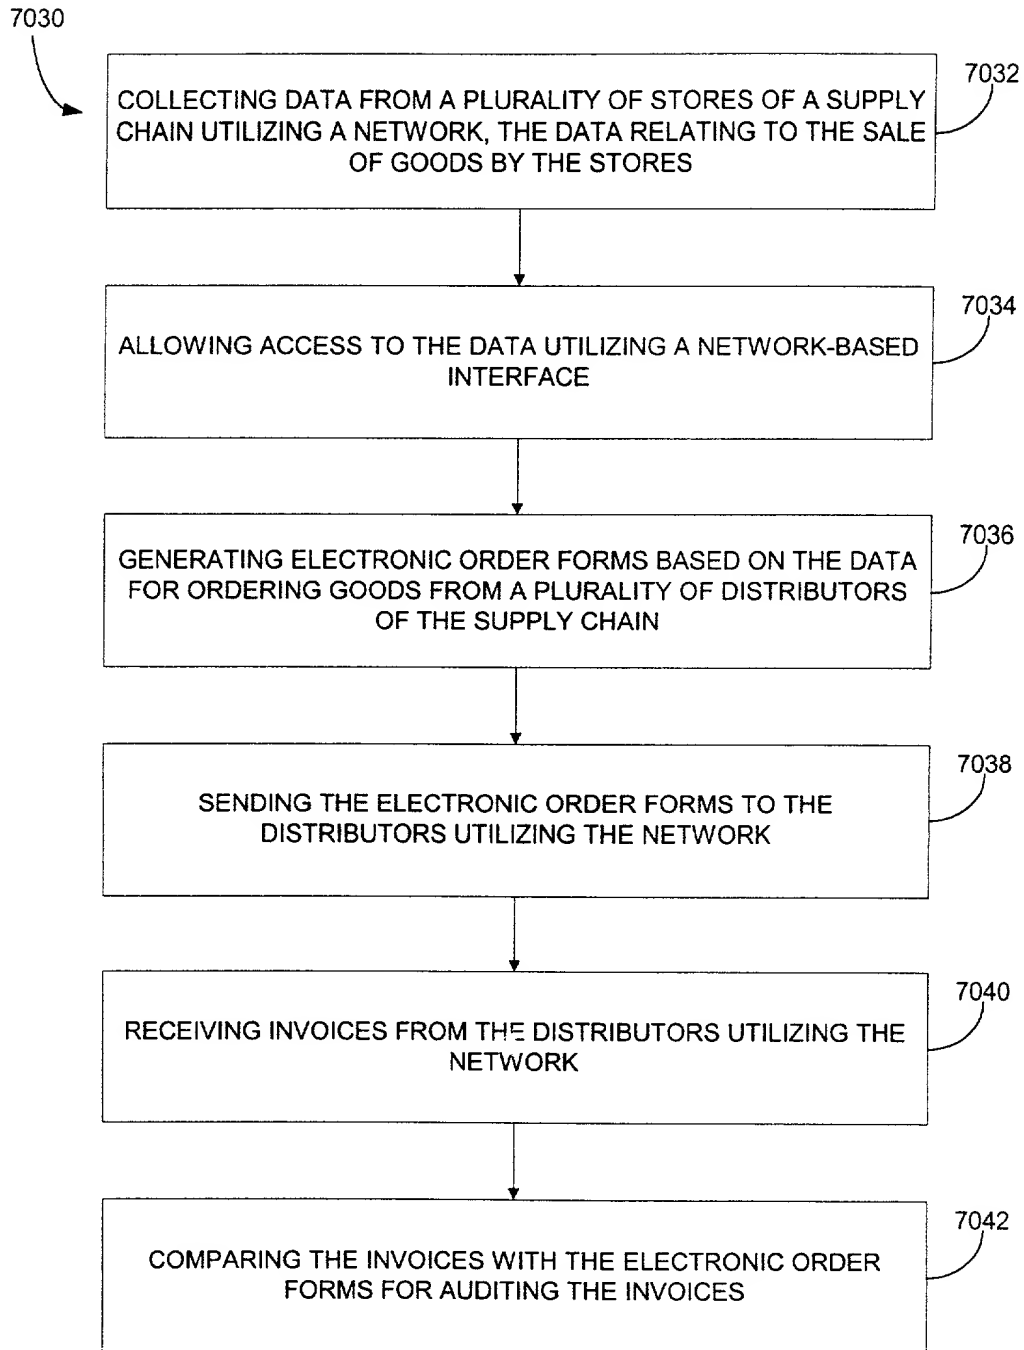 7030
7032
COLLECTING DATA FROM A PLURALITY OF STORES OF A SUPPLY
CHAIN UTILIZING A NETWORK, THE DATA RELATING TO THE SALE
OF GOODS BY THE STORES
7034
ALLOWING ACCESS TO THE DATA UTILIZING A NETWORK-BASED
INTERFACE
7036
GENERATING ELECTRONIC ORDER FORMS BASED ON THE DATA
FOR ORDERING GOODS FROM A PLURALITY OF DISTRIBUTORS
OF THE SUPPLY CHAIN
7038
SENDING THE ELECTRONIC ORDER FORMS TO THE
DISTRIBUTORS UTILIZING THE NETWORK
7040
RECEIVING INVOICES FROM THE DISTRIBUTORS UTILIZING THE
NETWORK
7042
COMPARING THE INVOICES WITH THE ELECTRONIC ORDER
FORMS FOR AUDITING THE INVOICES